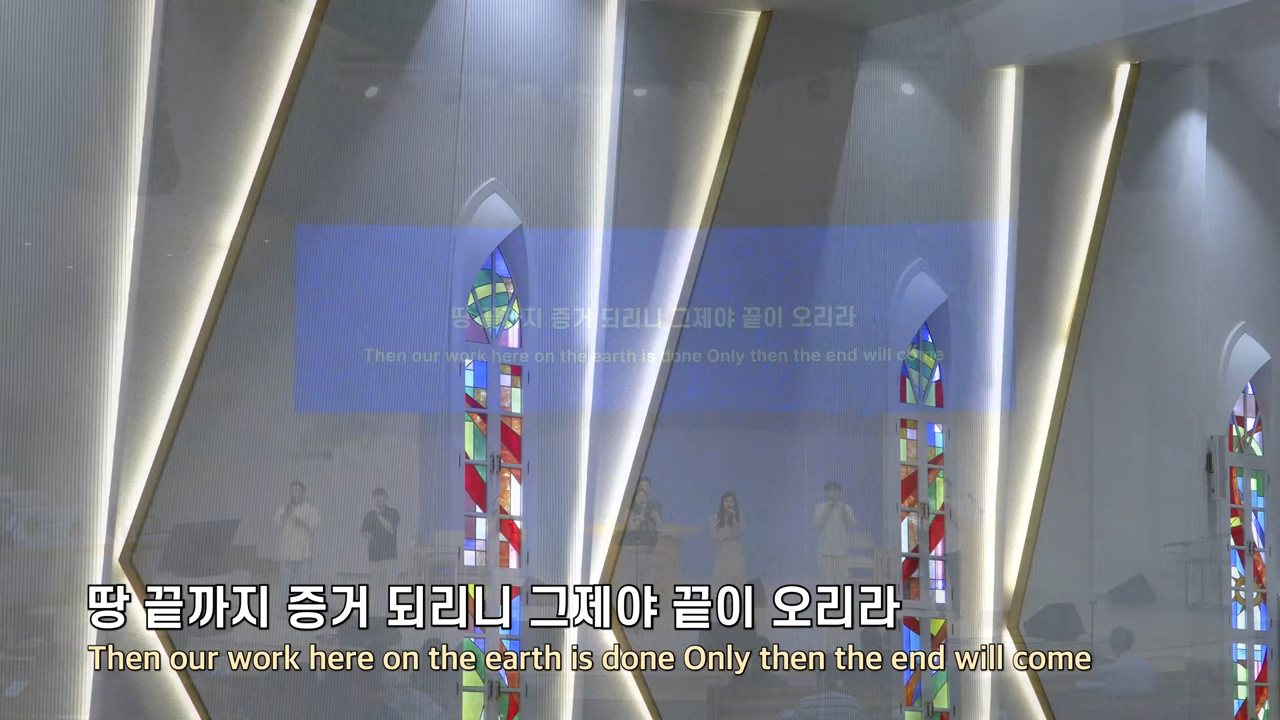 땅 끝까지 증거 되리니 그제야 끝이 오리라
Then our work here on the earth is done Only then the end will come
땅 끝까지 증거 되리니 그제야 끝이 오리라
Then our work here on the earth is done Only then the end will come